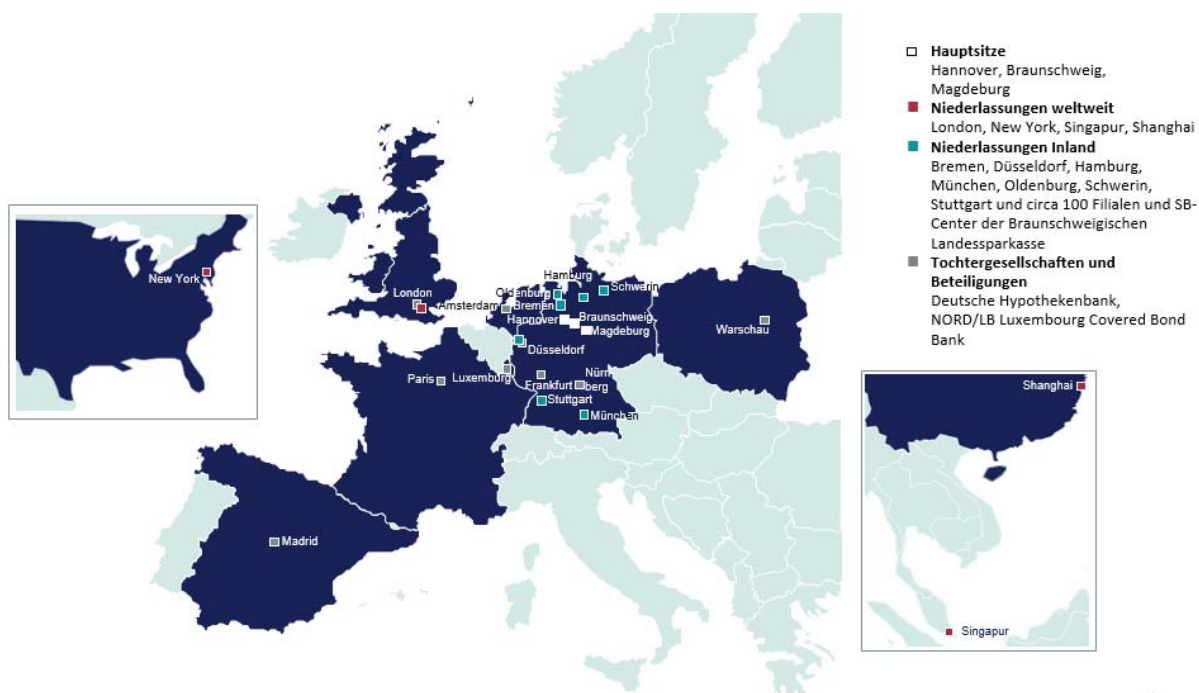 Hauptsitze
Hannover, Braunschweig,
Magdeburg
Niederlassungen weltweit
London, New York, Singapur, Shanghai
Niederlassungen Inland
Bremen, Düsseldorf, Hamburg,
München, Oldenburg, Schwerin,
Stuttgart und circa 100 Filialen und SB-
Center der Braunschweigischen
Landessparkasse
Tochtergesellschaften und
Beteiligungen
Deutsche Hypothekenbank,
NORD/LB Luxembourg Covered Bond
Bank
New York
Hamburg
Schwerin
Oldenburg
London
Amsterdam
Bremen
Hannover
Braunschweig
Magdeburg
Warschau
Düsseldorf
Paris
Luxemburg
Frankfurt
Nürn
berg
Stuttgart
München
Madrid
Shanghai
Singapur